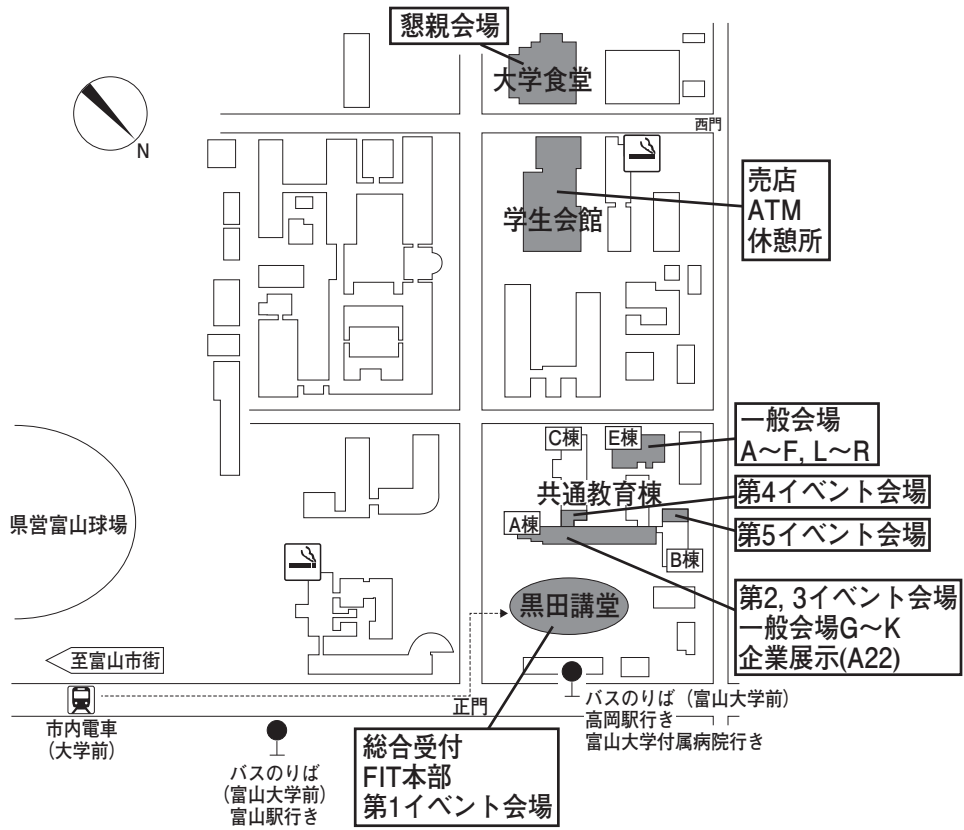 懇親会場
大学食堂
西門
N
売店
ATM
休憩所
学生会館
一般会場
A～F, L～R
C棟
E棟
共通教育棟
第4イベント会場
A棟
第5イベント会場
県営富山球場
B棟
第2, 3イベント会場
一般会場G～K
企業展示(A22)
黒田講堂
至富山市街
正門
市内電車
(大学前)
バスのりば (富山大学前)
高岡駅行き
富山大学付属病院行き
総合受付
FIT本部
第1イベント会場
バスのりば
(富山大学前)
富山駅行き